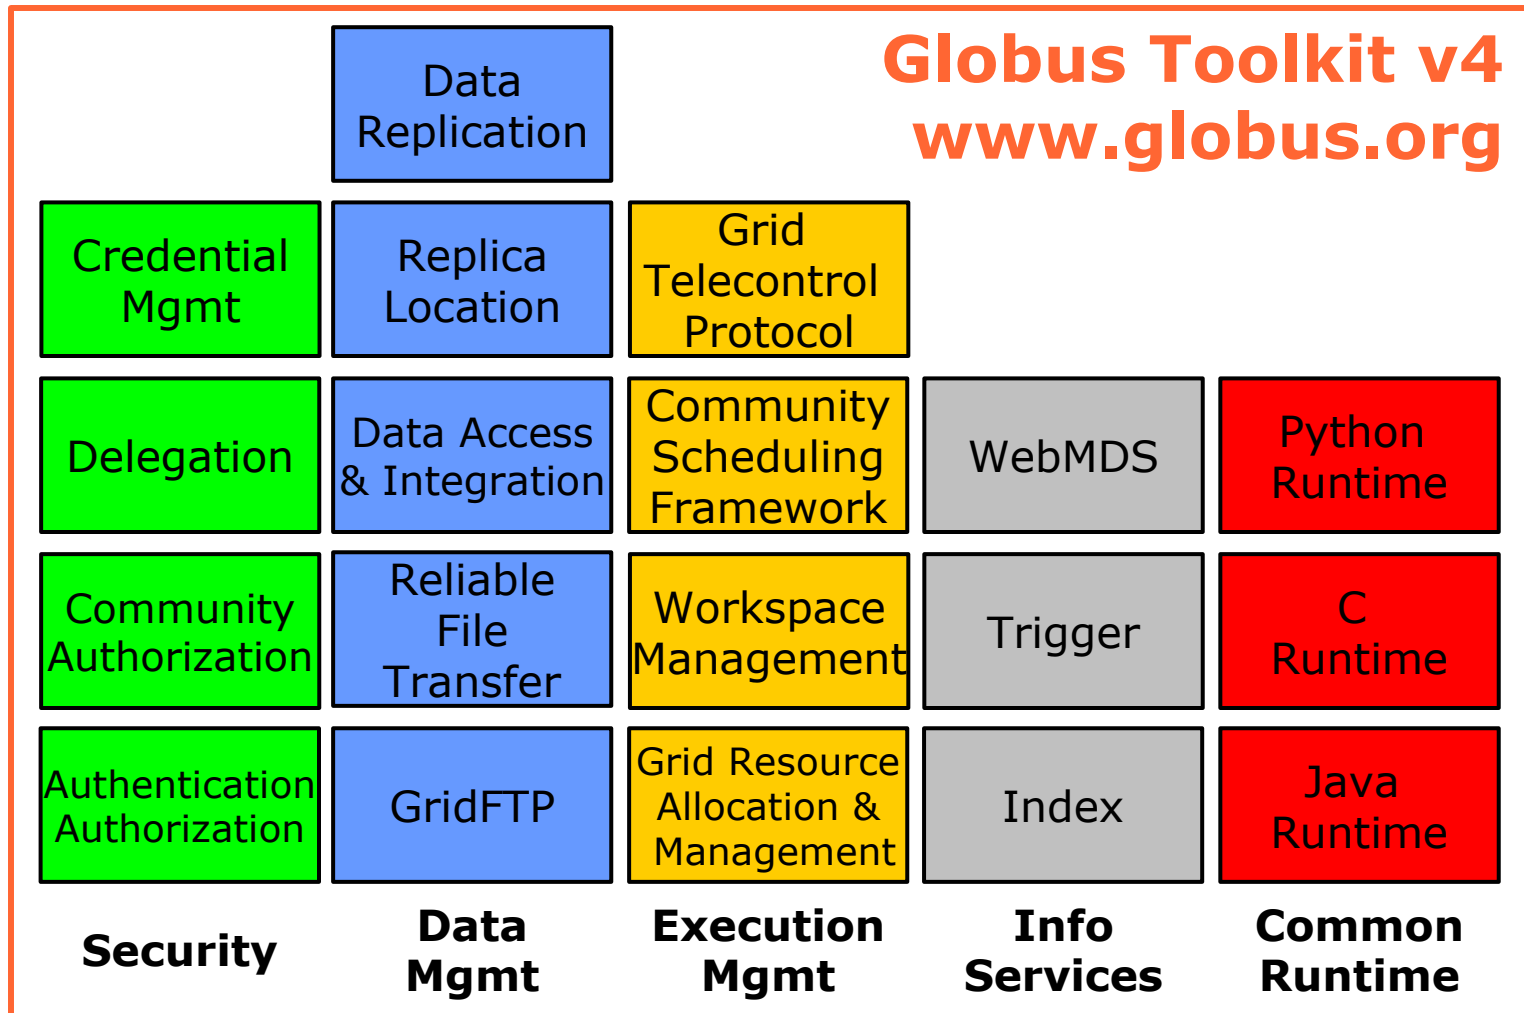 Globus Toolkit v4
www.globus.org
Data
Replication
Credential
Mgmt
Replica
Location
Grid
Telecontrol
Protocol
Delegation
Data Access
& Integration
Community
Scheduling
Framework
WebMDS
Python
Runtime
Community
Authorization
Reliable
File
Transfer
Workspace
Management
Trigger
C
Runtime
Authentication
Authorization
GridFTP
Grid Resource
Allocation &
Management
Index
Java
Runtime
Security
Data
Mgmt
Execution
Mgmt
Info
Services
Common
Runtime